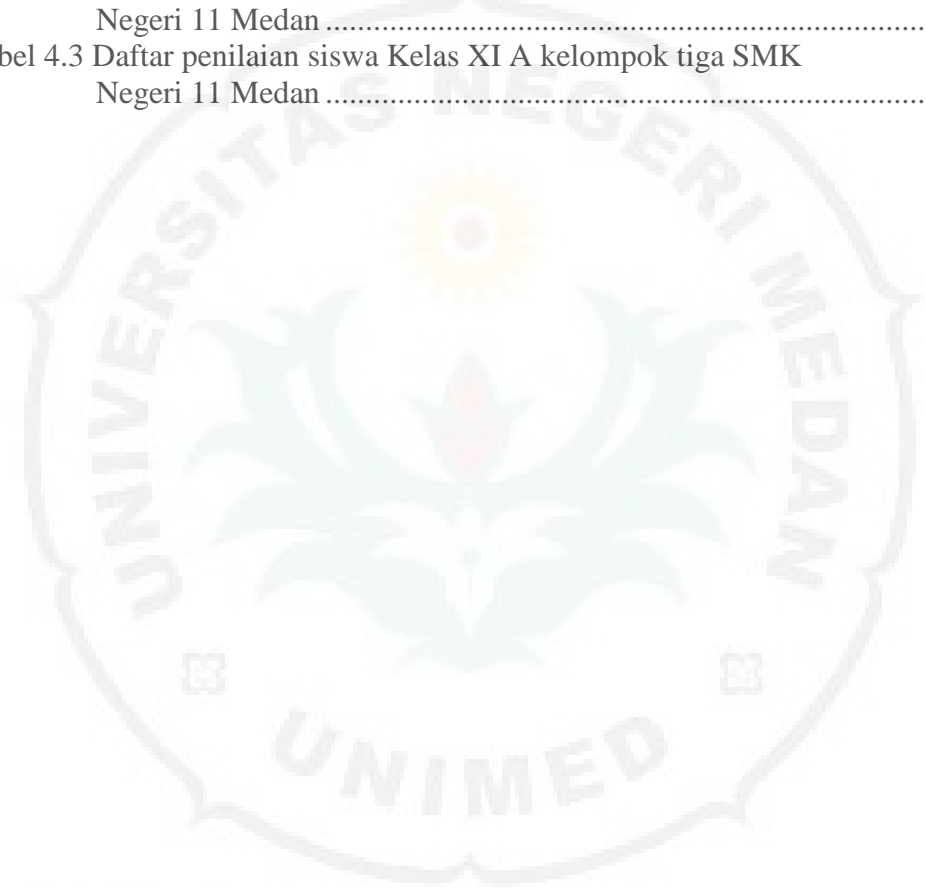 Negeri 11 Medan ................................................................
bel 4.3 Daftar penilaian siswa Kelas XI A kelompok tiga SMK
Negeri 11 Medan ................................................................
UNIVERSITAS NEGERI MEDAN
UNIMED